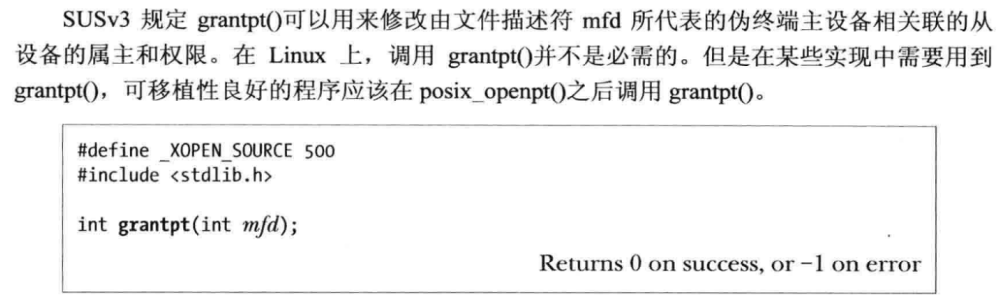 SUSv3 规定 grantpt()可以用来修改由文件描述符 mfd 所代表的伪终端主设备相关联的从
设备的属主和权限。在 Linux 上，调用 grantpt()并不是必需的。但是在某些实现中需要用到
grantpt()，可移植性良好的程序应该在 posix_openpt()之后调用 grantpt()。
#define _XOPEN_SOURCE 500
#include <stdlib.h>
int grantpt(int mfd);
Returns 0 on success, or −1 on error